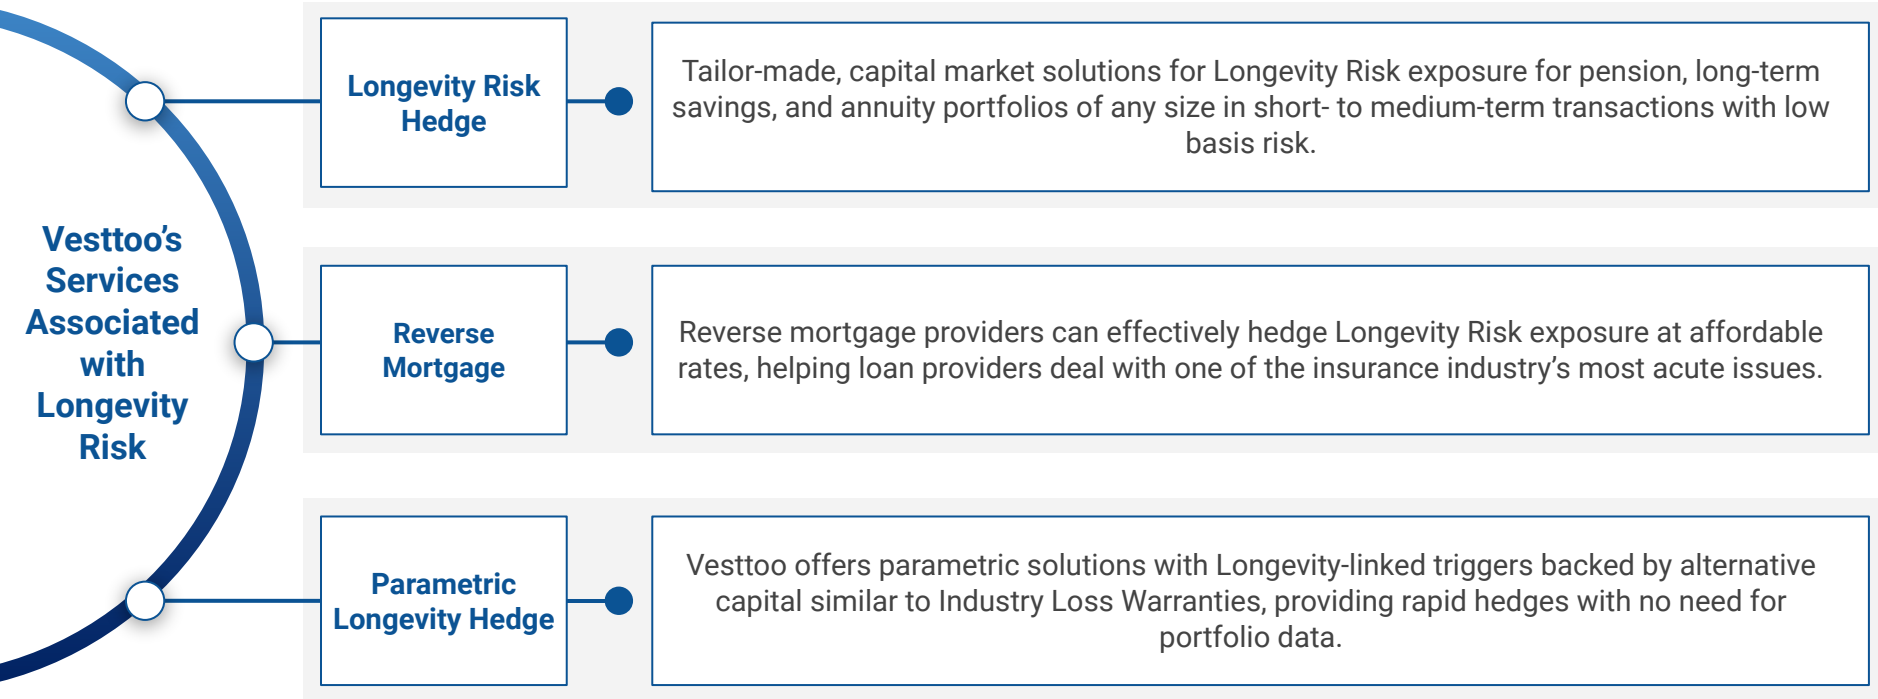 Vesttoo’s
Services
Associated
with
Longevity
Risk
Longevity Risk
Hedge
Tailor-made, capital market solutions for Longevity Risk exposure for pension, long-term
savings, and annuity portfolios of any size in short- to medium-term transactions with low
basis risk.
Reverse
Mortgage
Reverse mortgage providers can effectively hedge Longevity Risk exposure at affordable
rates, helping loan providers deal with one of the insurance industry’s most acute issues.
Parametric
Longevity Hedge
Vesttoo offers parametric solutions with Longevity-linked triggers backed by alternative
capital similar to Industry Loss Warranties, providing rapid hedges with no need for
portfolio data.